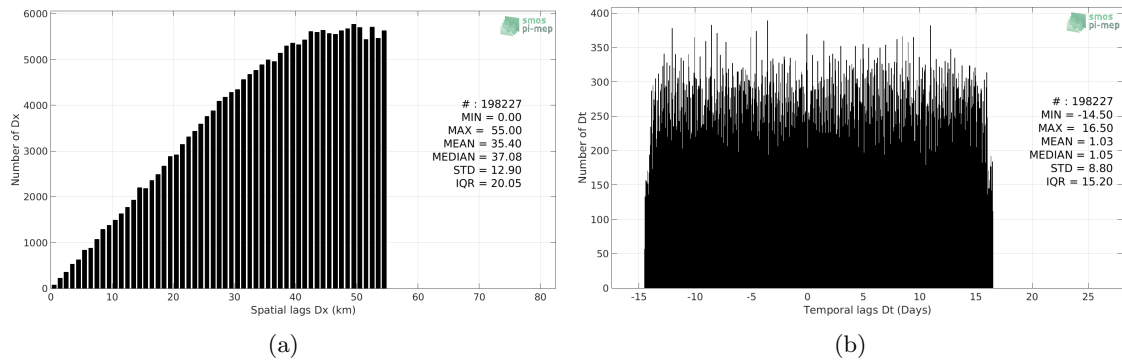 smos
pi-mep
6000
5000
4000
3000
2000
1000
0
Number of Dx
# : 198227
MIN = 0.00
MAX = 55.00
MEAN = 35.40
MEDIAN = 37.08
STD = 12.90
IQR = 20.05
0 10 20 30 40 50 60 70 80
Spatial lags Dx (km)
(a)
smos
pi-mep
400
350
300
250
200
150
100
50
0
Number of Dt
# : 198227
MIN = -14.50
MAX = 16.50
MEAN = 1.03
MEDIAN = 1.05
STD = 8.80
IQR = 15.20
-15 -10 -5 0 5 10 15 20 25
Temporal lags Dt (Days)
(b)